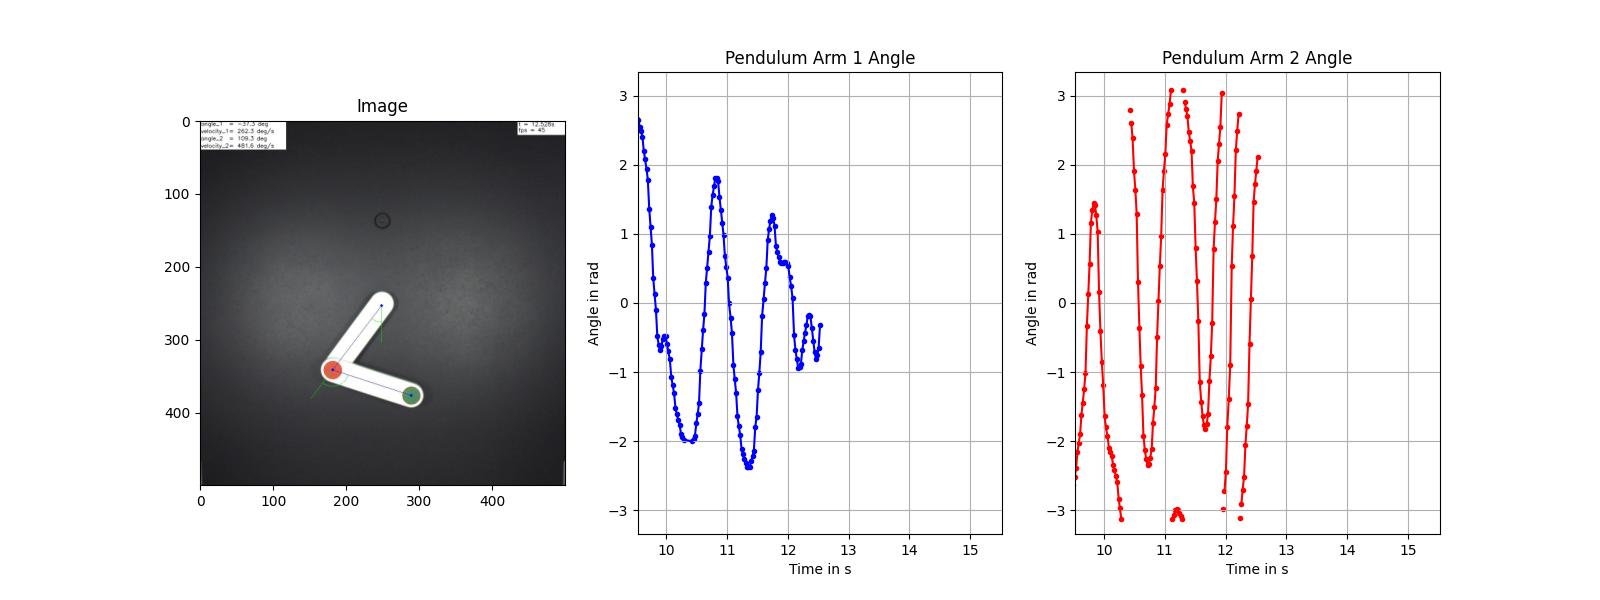 Image
angle_1 = -37.3 deg
velocity_1= 262.3 deg/s
angle_2 = 109.3 deg
velocity_2= 481.6 deg/s
t = 12.528s
fps = 45
0
100
200
300
400
0 100 200 300 400
Pendulum Arm 1 Angle
Angle in rad
3
2
1
0
−1
−2
−3
10 11 12 13 14 15
Time in s
Pendulum Arm 2 Angle
Angle in rad
3
2
1
0
−1
−2
−3
10 11 12 13 14 15
Time in s